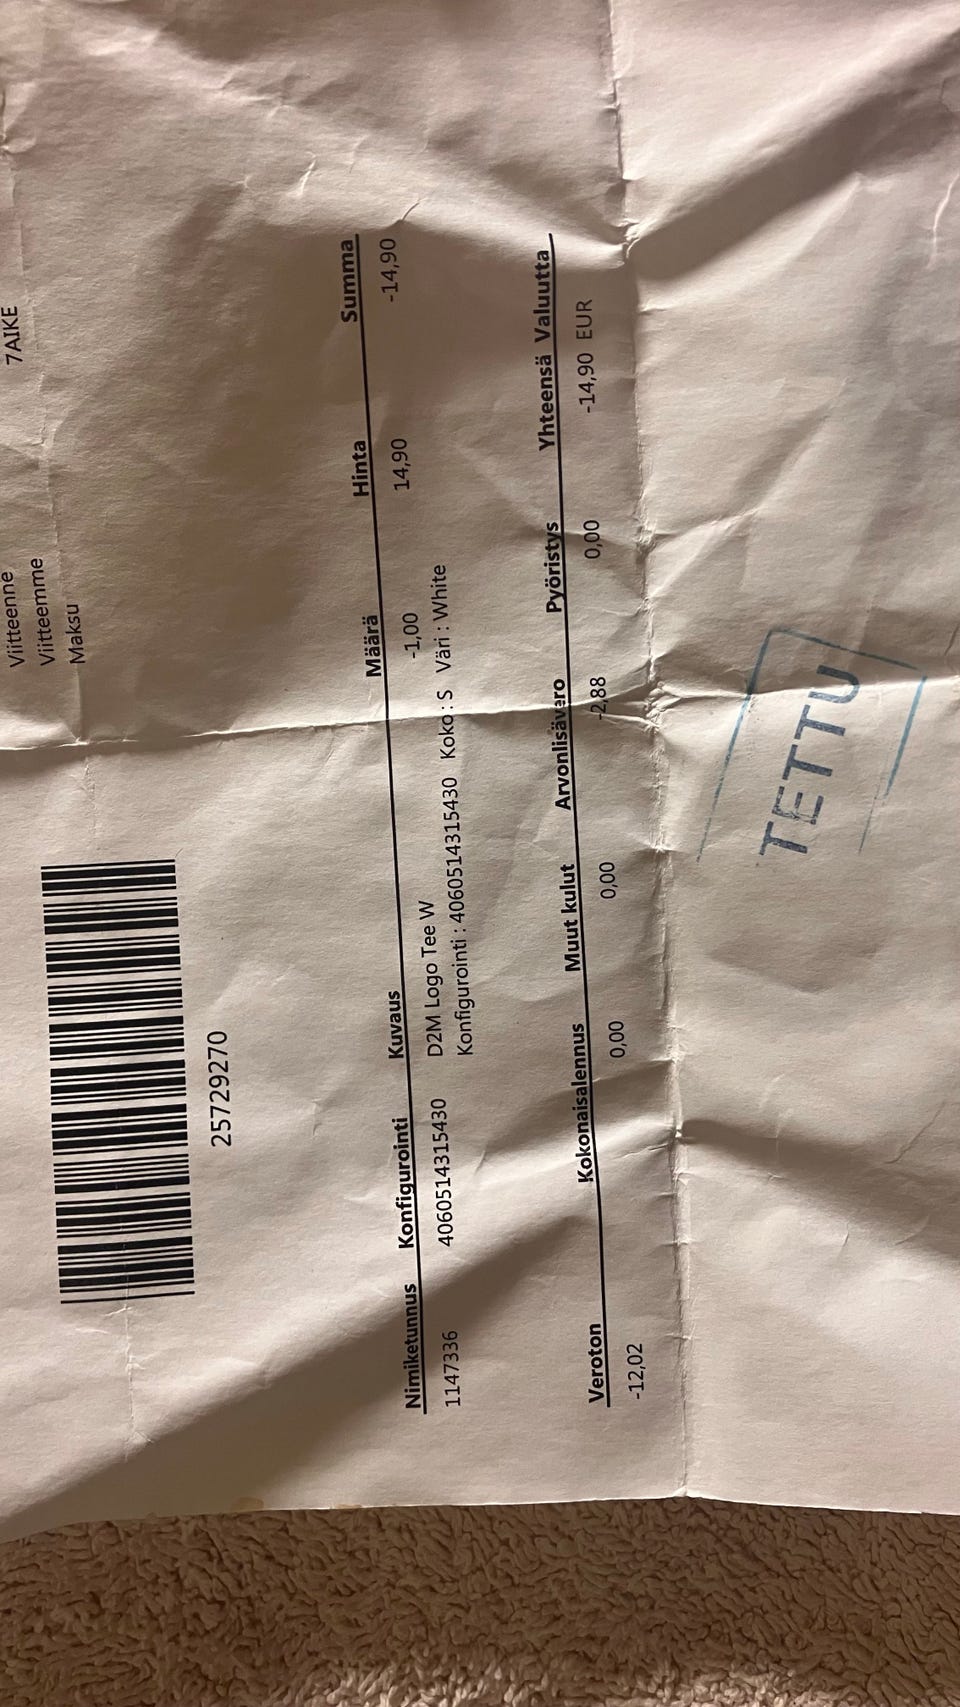 Viitteenne
7AIKE
Viitteemme
Maksu
25729270
Nimiketunnus Konfigurointi Kuvaus Määrä Hinta Summa
1147336 4060514315430 D2M Logo Tee W -1,00 14,90 -14,90
Konfigurointi : 4060514315430 Koko : S Väri : White
Veroton Kokonaisalennus Muut kulut Arvonlisävero Pyöristys Yhteensä Valuutta
-12,02 0,00 0,00 -2,88 0,00 -14,90 EUR
TETTU